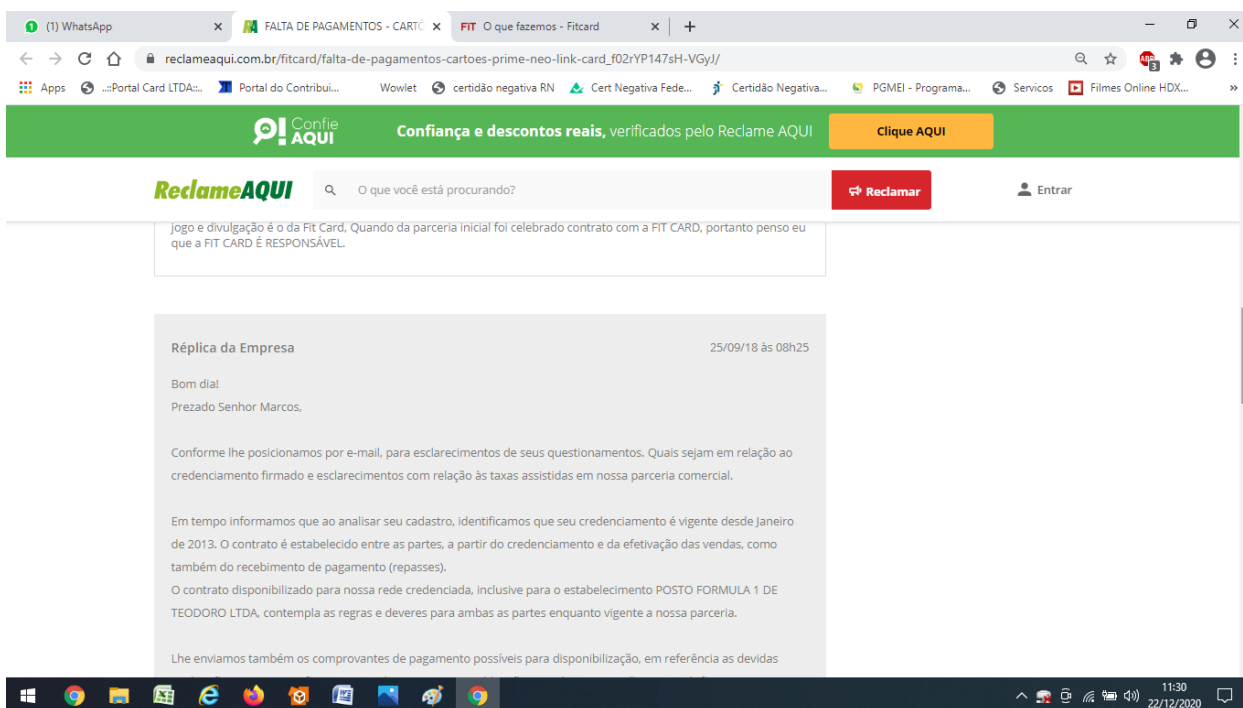 (1) WhatsApp
FALTA DE PAGAMENTOS - CARTÕ
FIT O que fazemos - Fitcard
reclameaqui.com.br/fitcard/falta-de-pagamentos-cartoes-prime-neo-link-card_f02rYP147sH-VGyJ/
Apps ..::Portal Card LTDA::.. Portal do Contribui... Wowlet certidão negativa RN Cert Negativa Fede... Certidão Negativa... PGMEI - Programa... Servicos Filmes Online HDX... »
Confie AQUI
Confiança e descontos reais, verificados pelo Reclame AQUI
Clique AQUI
ReclameAQUI
O que você está procurando?
Reclamar
Entrar
jogo e divulgação é o da Fit Card, Quando da parceria inicial foi celebrado contrato com a FIT CARD, portanto penso eu
que a FIT CARD É RESPONSÁVEL.
Réplica da Empresa 25/09/18 às 08h25
Bom dia!
Prezado Senhor Marcos,
Conforme lhe posicionamos por e-mail, para esclarecimentos de seus questionamentos. Quais sejam em relação ao
credenciamento firmado e esclarecimentos com relação às taxas assistidas em nossa parceria comercial.
Em tempo informamos que ao analisar seu cadastro, identificamos que seu credenciamento é vigente desde Janeiro
de 2013. O contrato é estabelecido entre as partes, a partir do credenciamento e da efetivação das vendas, como
também do recebimento de pagamento (repasses).
O contrato disponibilizado para nossa rede credenciada, inclusive para o estabelecimento POSTO FORMULA 1 DE
TEODORO LTDA, contempla as regras e deveres para ambas as partes enquanto vigente a nossa parceria.
Lhe enviamos também os comprovantes de pagamento possíveis para disponibilização, em referência as devidas
11:30
22/12/2020